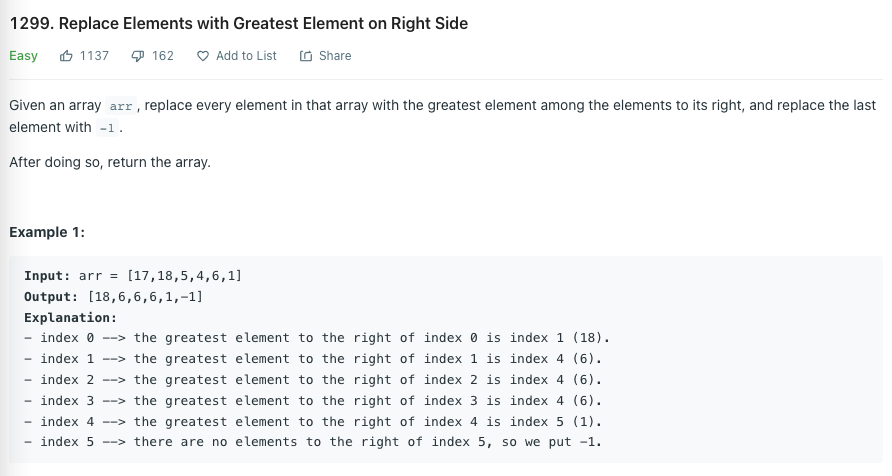 1299. Replace Elements with Greatest Element on Right Side
Easy 1137 162 Add to List Share
Given an array arr, replace every element in that array with the greatest element among the elements to its right, and replace the last
element with -1.
After doing so, return the array.
Example 1:
Input: arr = [17,18,5,4,6,1]
Output: [18,6,6,6,1,-1]
Explanation:
- index 0 --> the greatest element to the right of index 0 is index 1 (18).
- index 1 --> the greatest element to the right of index 1 is index 4 (6).
- index 2 --> the greatest element to the right of index 2 is index 4 (6).
- index 3 --> the greatest element to the right of index 3 is index 4 (6).
- index 4 --> the greatest element to the right of index 4 is index 5 (1).
- index 5 --> there are no elements to the right of index 5, so we put -1.